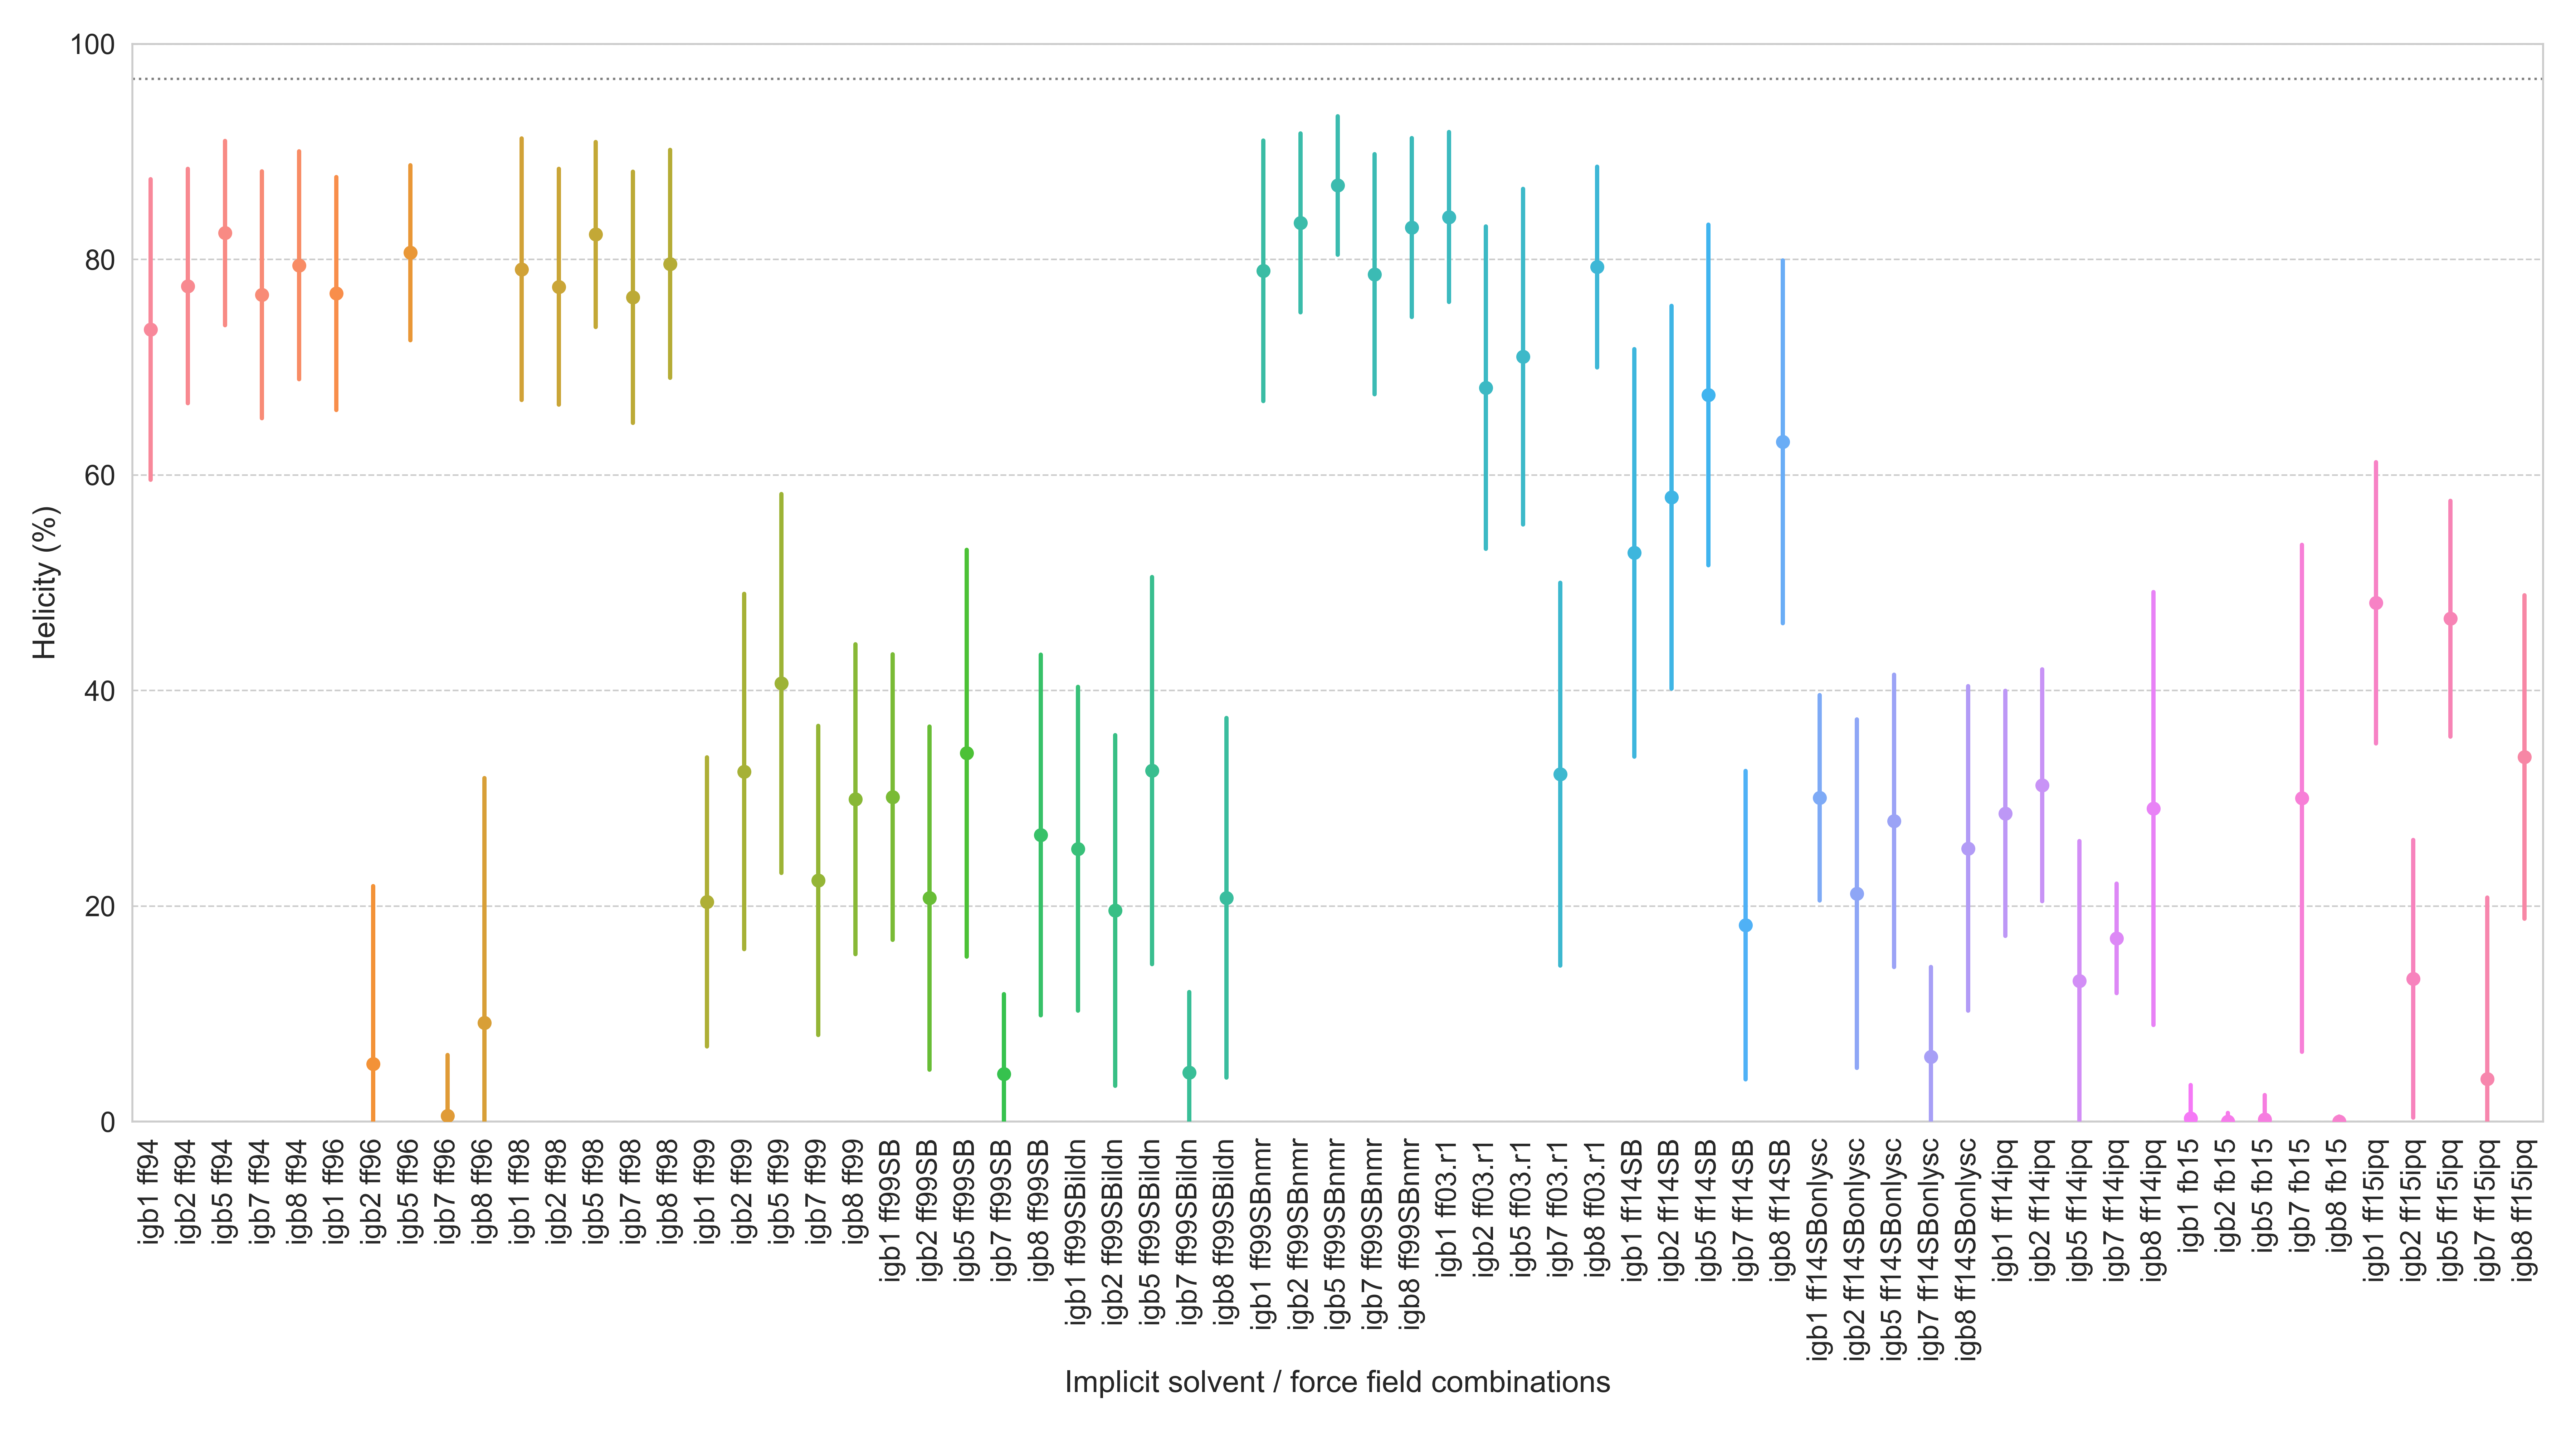 100
80
60
40
20
0
Helicity (%)
igb1 ff94
igb2 ff94
igb5 ff94
igb7 ff94
igb8 ff94
igb1 ff96
igb2 ff96
igb5 ff96
igb7 ff96
igb8 ff96
igb1 ff98
igb2 ff98
igb5 ff98
igb7 ff98
igb8 ff98
igb1 ff99
igb2 ff99
igb5 ff99
igb7 ff99
igb8 ff99
igb1 ff99SB
igb2 ff99SB
igb5 ff99SB
igb7 ff99SB
igb8 ff99SB
igb1 ff99SBildn
igb2 ff99SBildn
igb5 ff99SBildn
igb7 ff99SBildn
igb8 ff99SBildn
igb1 ff99SBnmr
igb2 ff99SBnmr
igb5 ff99SBnmr
igb7 ff99SBnmr
igb8 ff99SBnmr
igb1 ff03.r1
igb2 ff03.r1
igb5 ff03.r1
igb7 ff03.r1
igb8 ff03.r1
igb1 ff14SB
igb2 ff14SB
igb5 ff14SB
igb7 ff14SB
igb8 ff14SB
igb1 ff14SBonlysc
igb2 ff14SBonlysc
igb5 ff14SBonlysc
igb7 ff14SBonlysc
igb8 ff14SBonlysc
igb1 ff14ipq
igb2 ff14ipq
igb5 ff14ipq
igb7 ff14ipq
igb8 ff14ipq
igb1 fb15
igb2 fb15
igb5 fb15
igb7 fb15
igb8 fb15
igb1 ff15ipq
igb2 ff15ipq
igb5 ff15ipq
igb7 ff15ipq
igb8 ff15ipq
Implicit solvent / force field combinations